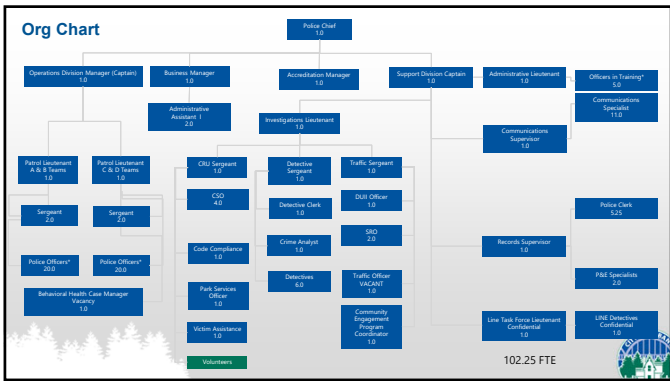 Org Chart
Police Chief
1.0
Operations Division Manager (Captain)
1.0
Business Manager
1.0
Accreditation Manager
1.0
Support Division Captain
1.0
Administrative Lieutenant
1.0
Officers in Training*
5.0
Administrative
Assistant I
2.0
Communications
Specialist
11.0
Investigations Lieutenant
1.0
Communications
Supervisor
1.0
Patrol Lieutenant
A & B Teams
1.0
Patrol Lieutenant
C & D Teams
1.0
CRU Sergeant
1.0
Detective
Sergeant
1.0
Traffic Sergeant
1.0
Sergeant
2.0
Sergeant
2.0
CSO
4.0
Detective Clerk
1.0
DUII Officer
1.0
Police Clerk
5.25
Code Compliance
1.0
Crime Analyst
1.0
SRO
2.0
Records Supervisor
1.0
Police Officers*
20.0
Police Officers*
20.0
Detectives
6.0
Traffic Officer
VACANT
1.0
P&E Specialists
2.0
Behavioral Health Case Manager
Vacancy
1.0
Park Services
Officer
1.0
Community
Engagement
Program
Coordinator
1.0
Victim Assistance
1.0
Line Task Force Lieutenant
Confidential
1.0
LINE Detectives
Confidential
1.0
Volunteers
102.25 FTE